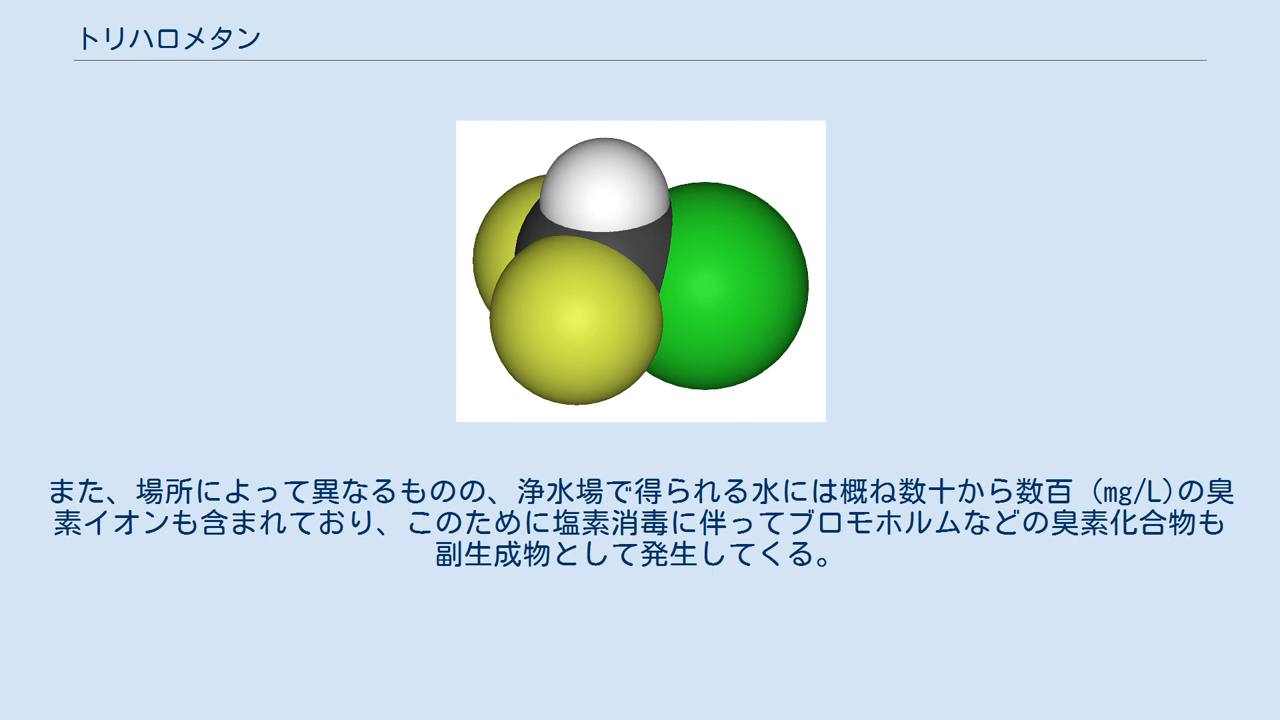 トリハロメタン
また、場所によって異なるものの、浄水場で得られる水には概ね数十から数百 (mg/L)の臭
素イオンも含まれており、このために塩素消毒に伴ってブロモホルムなどの臭素化合物も
副生成物として発生してくる。